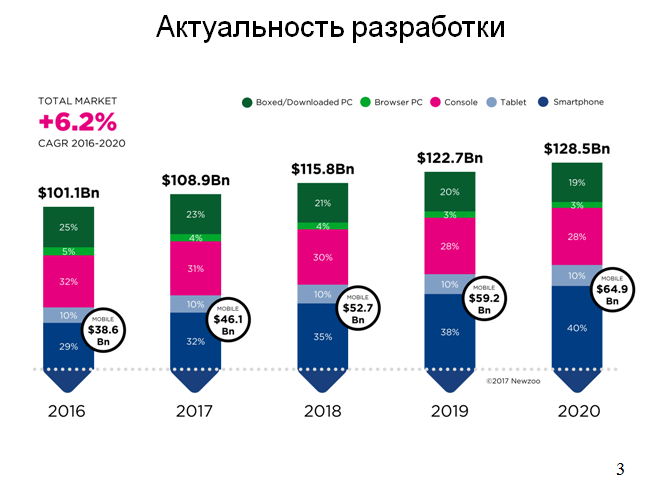 Актуальность разработки
TOTAL MARKET
+6.2%
CAGR 2016-2020
Boxed/Downloaded PC
Browser PC
Console
Tablet
Smartphone
$101.1Bn
25%
5%
32%
10%
29%
MOBILE
$38.6
Bn
2016
$108.9Bn
23%
4%
31%
10%
32%
MOBILE
$46.1
Bn
2017
$115.8Bn
21%
4%
30%
10%
35%
MOBILE
$52.7
Bn
2018
$122.7Bn
20%
3%
28%
10%
38%
MOBILE
$59.2
Bn
2019
$128.5Bn
19%
3%
28%
10%
40%
MOBILE
$64.9
Bn
2020
©2017 Newzoo
3